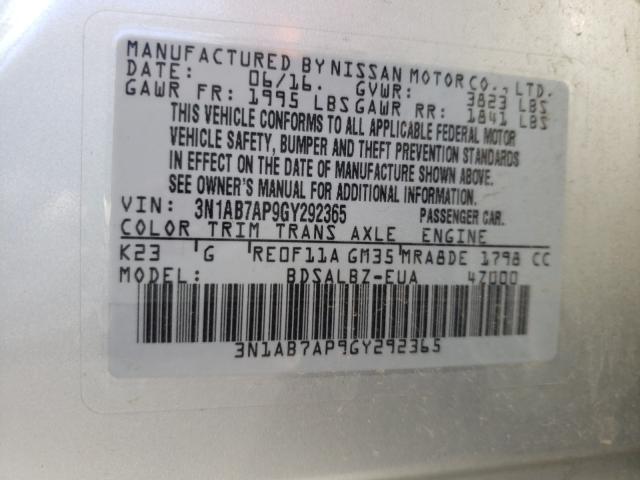 MANUFACTURED BY NISSAN MOTOR CO., LTD.
DATE: 06/16. GVWR: 3823 LBS
GAWR FR: 1995 LBS GAWR RR: 1841 LBS
THIS VEHICLE CONFORMS TO ALL APPLICABLE FEDERAL MOTOR
VEHICLE SAFETY, BUMPER AND THEFT PREVENTION STANDARDS
IN EFFECT ON THE DATE OF MANUFACTURE SHOWN ABOVE.
SEE OWNER'S MANUAL FOR ADDITIONAL INFORMATION.
VIN: 3N1AB7AP9GY292365 PASSENGER CAR.
COLOR TRIM TRANS AXLE ENGINE
K23 G RE0F11A GM35 MRA8DE 1798 CC
MODEL: BDSALBZ-EUA 4Z000
3N1AB7AP9GY292365